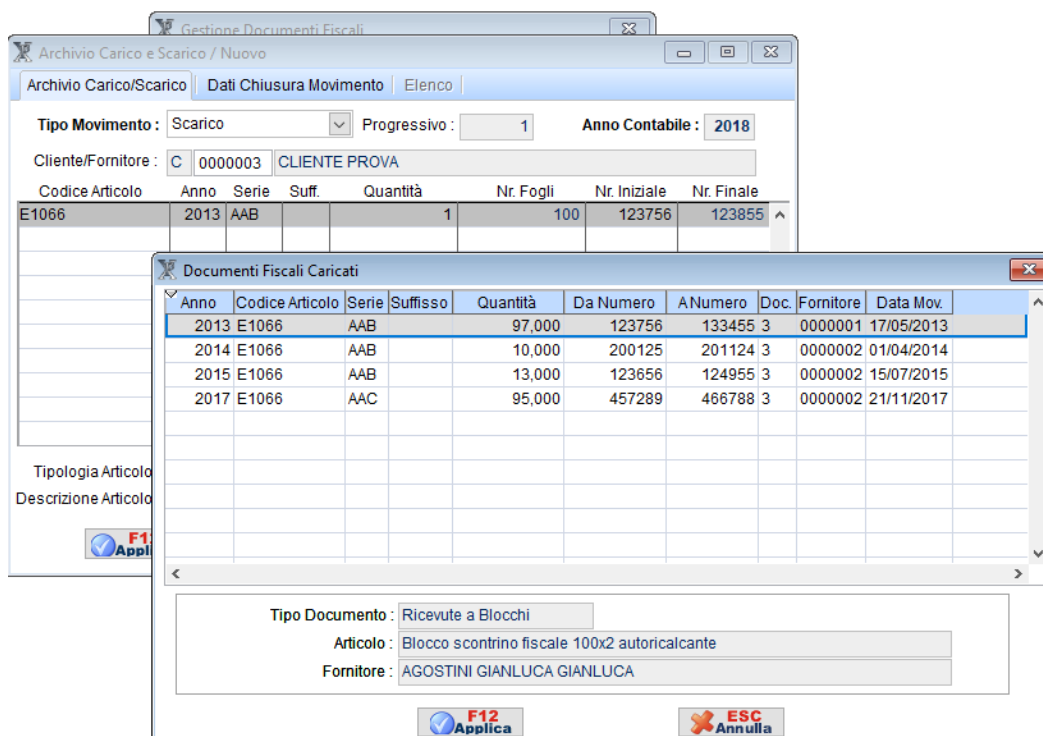 Gestione Documenti Fiscali
Archivio Carico e Scarico / Nuovo
Archivio Carico/Scarico Dati Chiusura Movimento Elenco
Tipo Movimento : Scarico Progressivo : 1 Anno Contabile : 2018
Cliente/Fornitore : C 0000003 CLIENTE PROVA
Codice Articolo Anno Serie Suff. Quantità Nr. Fogli Nr. Iniziale Nr. Finale
E1066 2013 AAB 1 100 123756 123855
Documenti Fiscali Caricati
Anno Codice Articolo Serie Suffisso Quantità Da Numero A Numero Doc. Fornitore Data Mov.
2013 E1066 AAB 97,000 123756 133455 3 0000001 17/05/2013
2014 E1066 AAB 10,000 200125 201124 3 0000002 01/04/2014
2015 E1066 AAB 13,000 123656 124955 3 0000002 15/07/2015
2017 E1066 AAC 95,000 457289 466788 3 0000002 21/11/2017
Tipologia Articolo
Descrizione Articolo
F1
Appli
Tipo Documento : Ricevute a Blocchi
Articolo : Blocco scontrino fiscale 100x2 autoricalcante
Fornitore : AGOSTINI GIANLUCA GIANLUCA
F12 Applica ESC Annulla